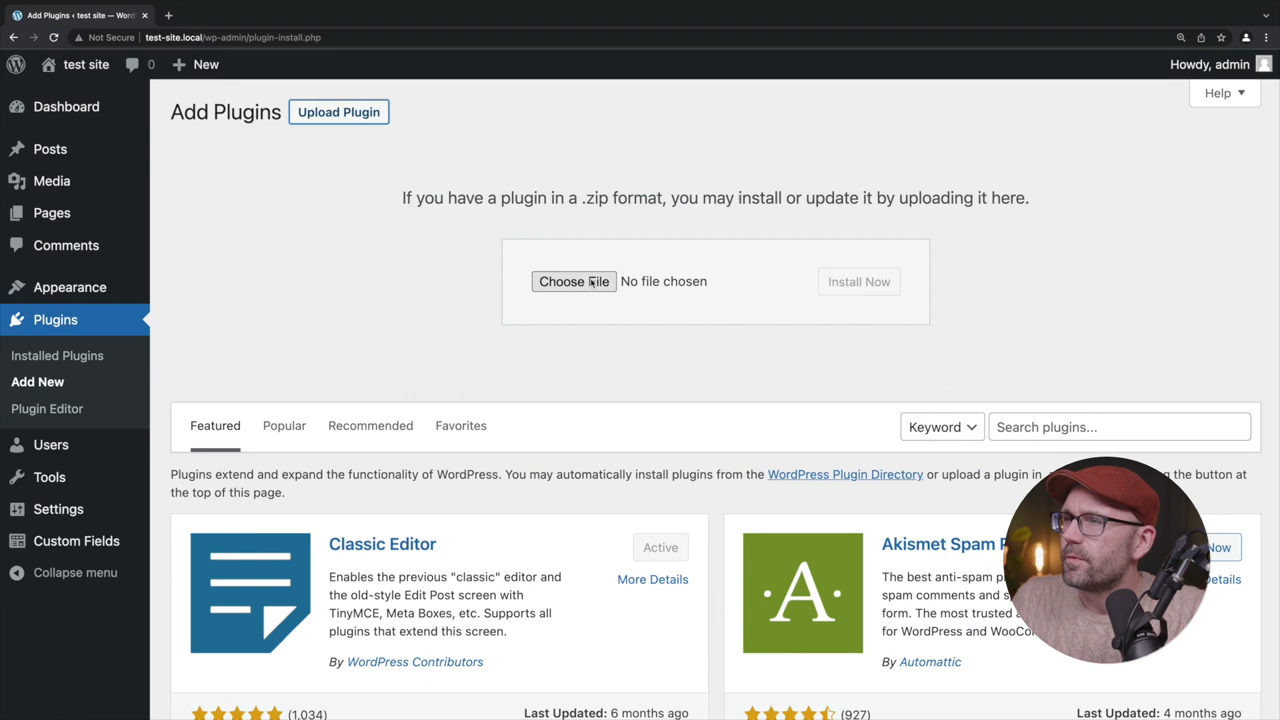 Add Plugins ‹ test site — Word
Not Secure test-site.local/wp-admin/plugin-install.php
test site 0 New Howdy, admin
Help
Dashboard
Posts
Media
Pages
Comments
Appearance
Plugins
Installed Plugins
Add New
Plugin Editor
Users
Tools
Settings
Custom Fields
Collapse menu
Add Plugins Upload Plugin
If you have a plugin in a .zip format, you may install or update it by uploading it here.
Choose File No file chosen Install Now
Featured Popular Recommended Favorites Keyword Search plugins...
Plugins extend and expand the functionality of WordPress. You may automatically install plugins from the WordPress Plugin Directory or upload a plugin in the button at
the top of this page.
Classic Editor Active
More Details
Enables the previous "classic" editor and
the old-style Edit Post screen with
TinyMCE, Meta Boxes, etc. Supports all
plugins that extend this screen.
By WordPress Contributors
(1,034) Last Updated: 6 months ago
A
Akismet Spam Now
Details
The best anti-spam
spam comments and
form. The most trusted
for WordPress and
By Automattic
(927) Last Updated: 4 months ago